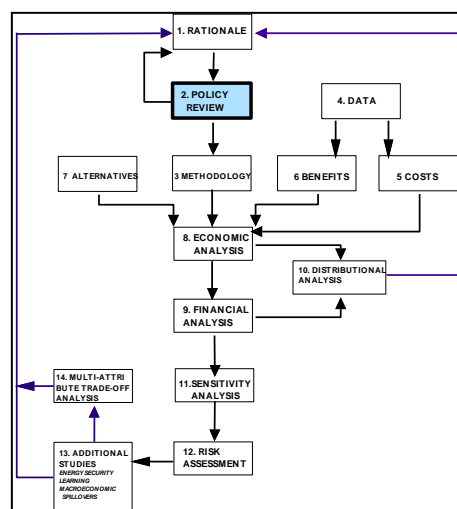 1. RATIONALE
2. POLICY
REVIEW
4. DATA
7 ALTERNATIVES
3 METHODOLOGY
6 BENEFITS
5 COSTS
8. ECONOMIC
ANALYSIS
10. DISTRIBUTIONAL
ANALYSIS
9. FINANCIAL
ANALYSIS
14. MULTI-ATTRI
BUTE TRADE-OFF
ANALYSIS
11.SENSITIVITY
ANALYSIS
12. RISK
ASSESSMENT
13. ADDITIONAL
STUDIES
ENERGY SECURITY
LEARNING
MACROECONOMIC
SPILLOVERS